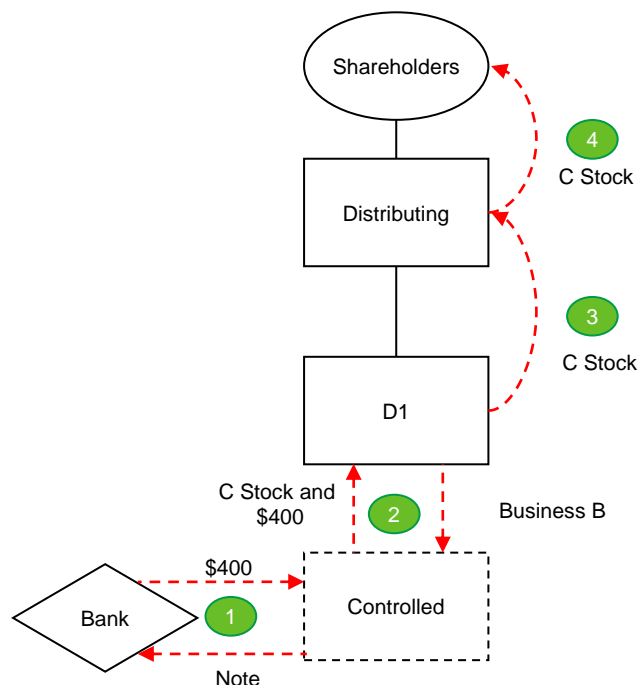 Shareholders
4
C Stock
Distributing
3
C Stock
D1
C Stock and
$400
2
Business B
$400
Bank
1
Controlled
Note